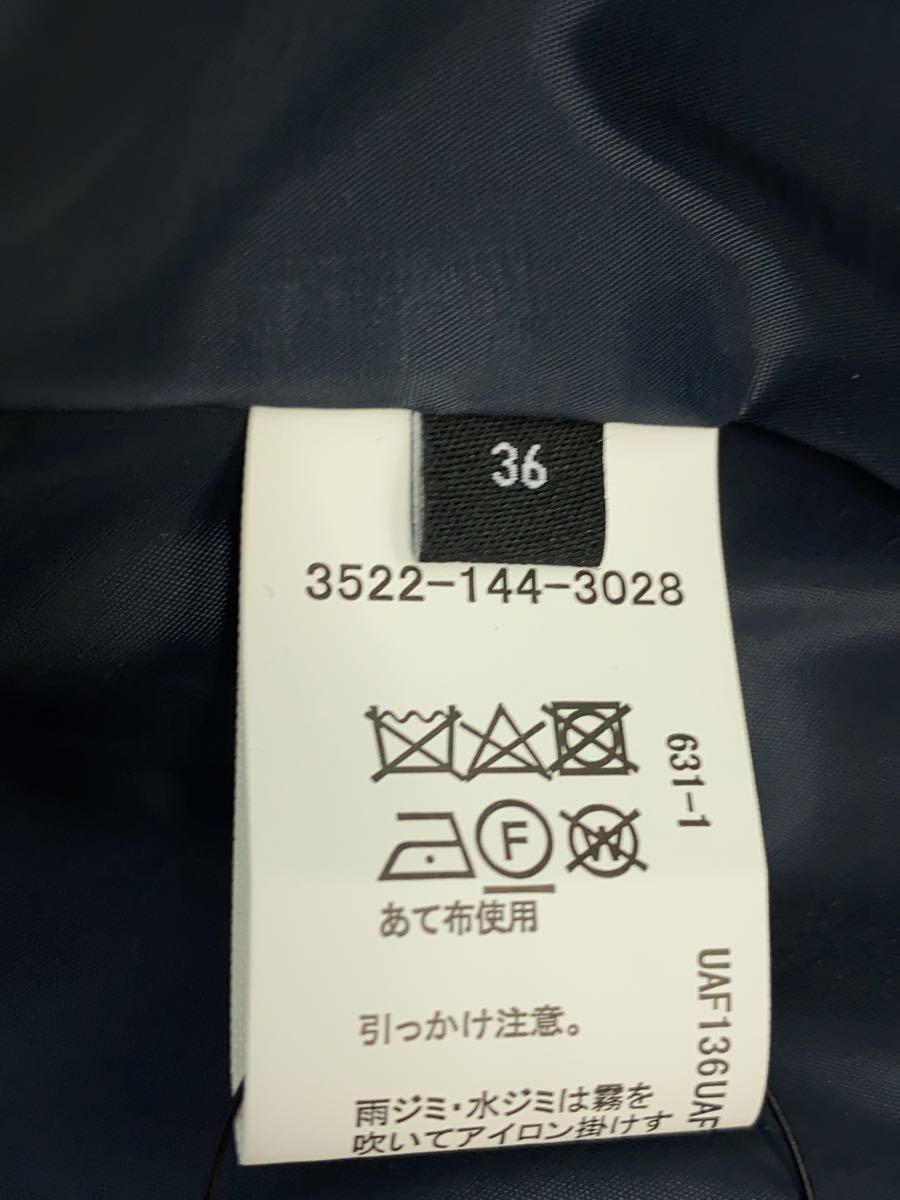 36
3522-144-3028
F
W
あて布使用
引っかけ注意。
雨ジミ・水ジミは霧を
吹いてアイロン掛けす
631-1
UAF136UAF